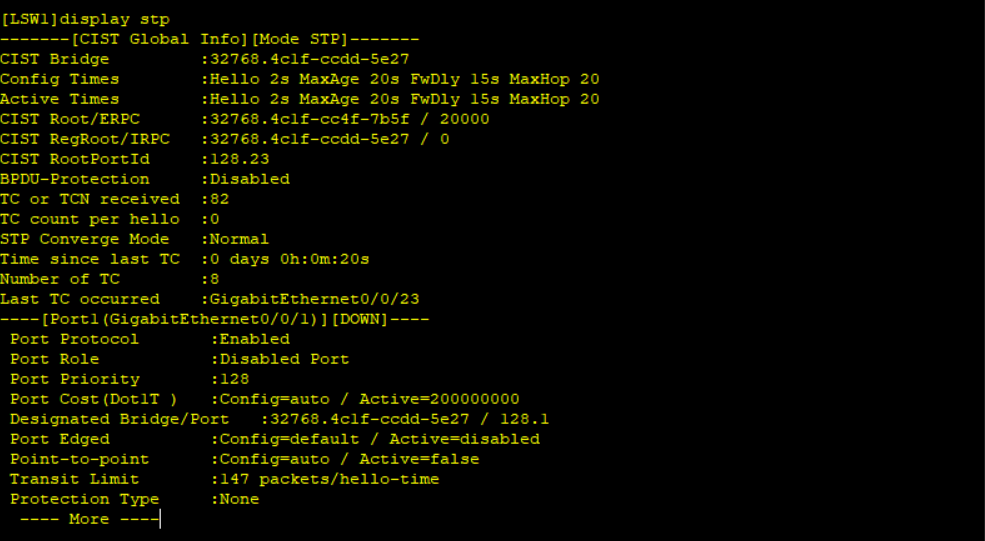 [LSW1]display stp
-------[CIST Global Info][Mode STP]-------
CIST Bridge         :32768.4c1f-ccdd-5e27
Config Times        :Hello 2s MaxAge 20s FwDly 15s MaxHop 20
Active Times        :Hello 2s MaxAge 20s FwDly 15s MaxHop 20
CIST Root/ERPC      :32768.4c1f-cc4f-7b5f / 20000
CIST RegRoot/IRPC   :32768.4c1f-ccdd-5e27 / 0
CIST RootPortId     :128.23
BPDU-Protection     :Disabled
TC or TCN received  :82
TC count per hello  :0
STP Converge Mode   :Normal
Time since last TC  :0 days 0h:0m:20s
Number of TC        :8
Last TC occurred    :GigabitEthernet0/0/23
----[Port1(GigabitEthernet0/0/1)][DOWN]----
 Port Protocol       :Enabled
 Port Role           :Disabled Port
 Port Priority       :128
 Port Cost(Dot1T )   :Config=auto / Active=200000000
 Designated Bridge/Port   :32768.4c1f-ccdd-5e27 / 128.1
 Port Edged          :Config=default / Active=disabled
 Point-to-point      :Config=auto / Active=false
 Transit Limit       :147 packets/hello-time
 Protection Type     :None
  ---- More ----